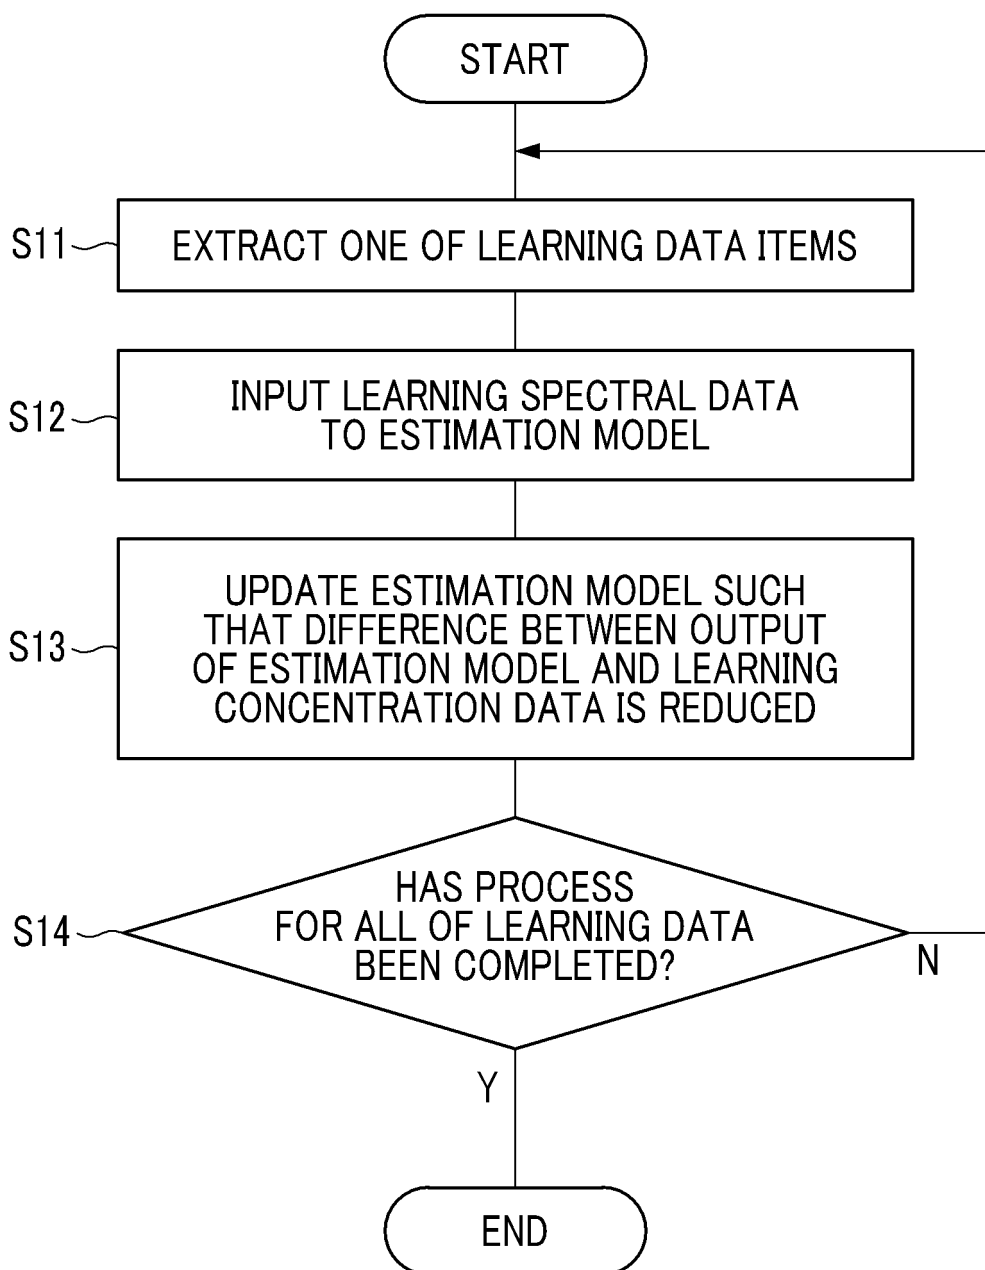 START
S11
EXTRACT ONE OF LEARNING DATA ITEMS
S12
INPUT LEARNING SPECTRAL DATA
TO ESTIMATION MODEL
S13
UPDATE ESTIMATION MODEL SUCH
THAT DIFFERENCE BETWEEN OUTPUT
OF ESTIMATION MODEL AND LEARNING
CONCENTRATION DATA IS REDUCED
S14
HAS PROCESS
FOR ALL OF LEARNING DATA
BEEN COMPLETED?
N
Y
END